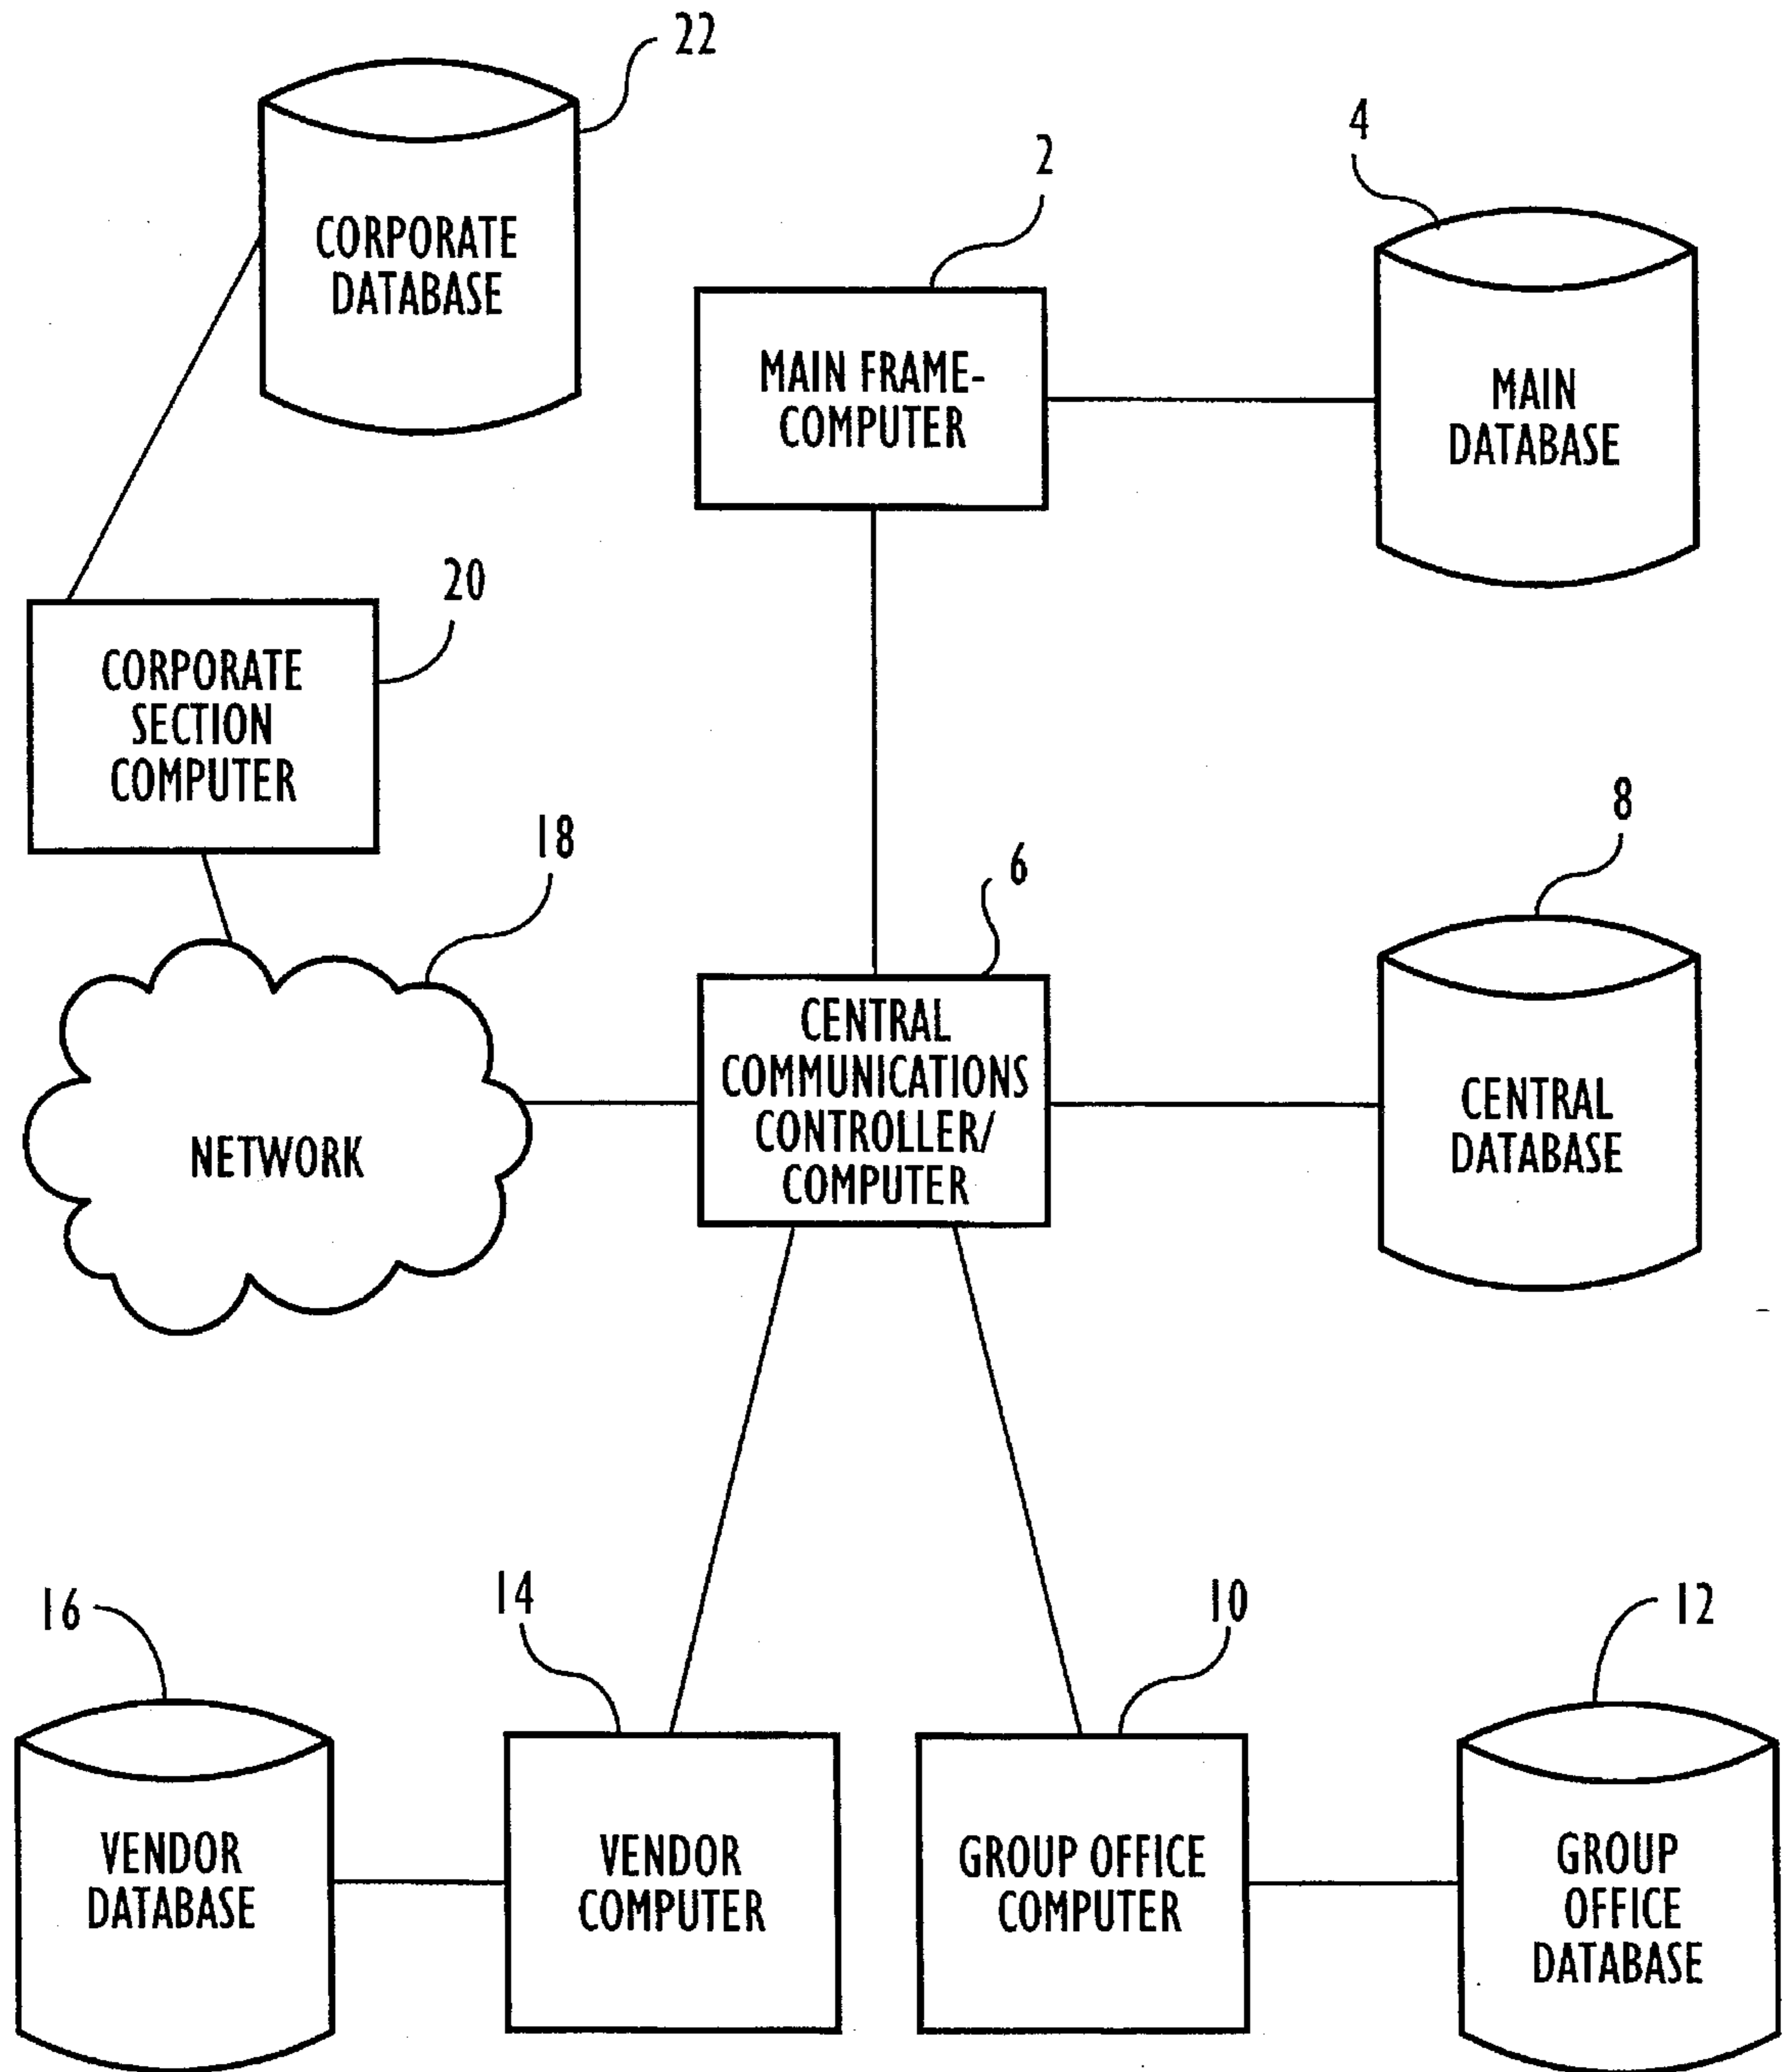 22
CORPORATE
DATABASE
2
MAIN FRAME-
COMPUTER
4
MAIN
DATABASE
20
CORPORATE
SECTION
COMPUTER
18
NETWORK
6
CENTRAL
COMMUNICATIONS
CONTROLLER/
COMPUTER
8
CENTRAL
DATABASE
16
VENDOR
DATABASE
14
VENDOR
COMPUTER
10
GROUP OFFICE
COMPUTER
12
GROUP
OFFICE
DATABASE